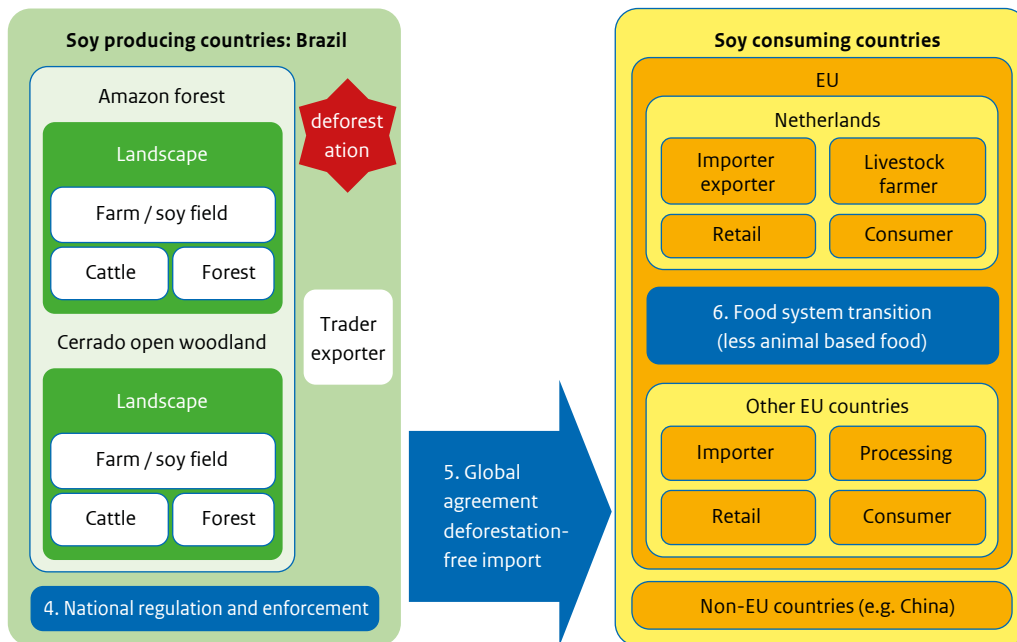 Soy producing countries: Brazil
Amazon forest
deforest
ation
Landscape
Farm / soy field
Cattle
Forest
Trader
exporter
Cerrado open woodland
Landscape
Farm / soy field
Cattle
Forest
4. National regulation and enforcement
5. Global
agreement
deforestation-
free import
Soy consuming countries
EU
Netherlands
Importer
exporter
Livestock
farmer
Retail
Consumer
6. Food system transition
(less animal based food)
Other EU countries
Importer
Processing
Retail
Consumer
Non-EU countries (e.g. China)